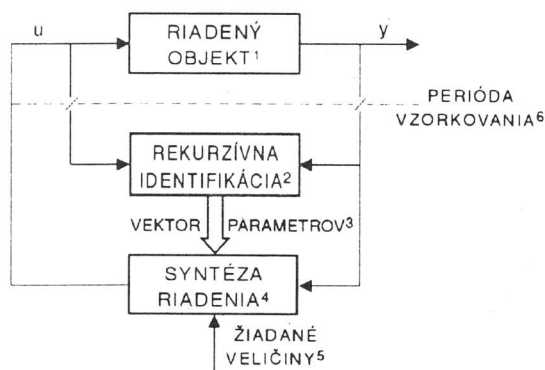 u
RIADENÝ
OBJEKT¹
y
PERIÓDA
VZORKOVANIA⁶
REKURZÍVNA
IDENTIFIKÁCIA²
VEKTOR PARAMETROV³
SYNTÉZA
RIADENIA⁴
ŽIADANÉ
VELIČINY⁵